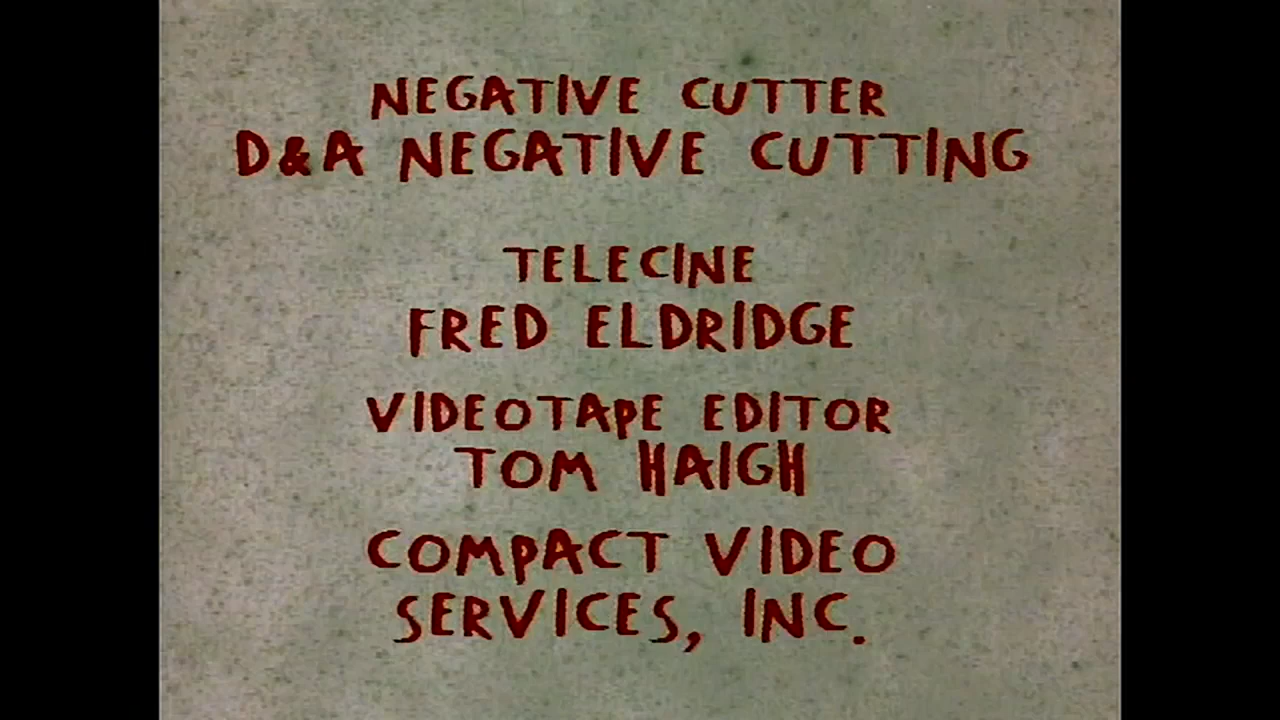 NEGATIVE CUTTER
D&A NEGATIVE CUTTING
TELECINE
FRED ELDRIDGE
VIDEOTAPE EDITOR
TOM HAIGH
COMPACT VIDEO
SERVICES, INC.